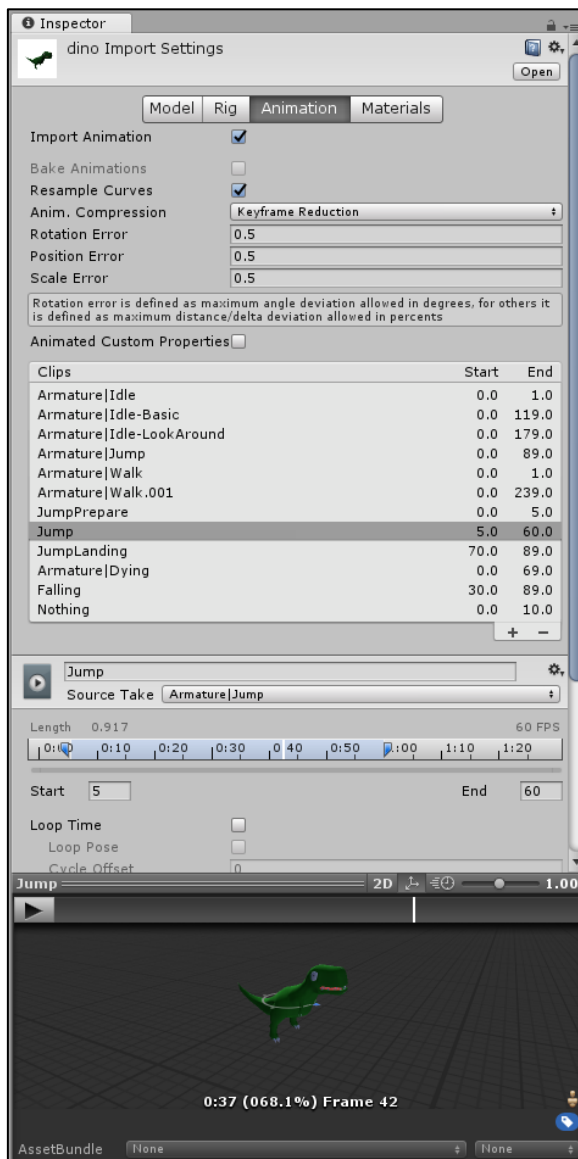 Inspector
dino Import Settings
Open
Model Rig Animation Materials
Import Animation
Bake Animations
Resample Curves
Anim. Compression Keyframe Reduction
Rotation Error 0.5
Position Error 0.5
Scale Error 0.5
Rotation error is defined as maximum angle deviation allowed in degrees, for others it
is defined as maximum distance/delta deviation allowed in percents
Animated Custom Properties
Clips Start End
Armature|Idle 0.0 1.0
Armature|Idle-Basic 0.0 119.0
Armature|Idle-LookAround 0.0 179.0
Armature|Jump 0.0 89.0
Armature|Walk 0.0 1.0
Armature|Walk.001 0.0 239.0
JumpPrepare 0.0 5.0
Jump 5.0 60.0
JumpLanding 70.0 89.0
Armature|Dying 0.0 69.0
Falling 30.0 89.0
Nothing 0.0 10.0
+ −
Jump
Source Take Armature|Jump
Length 0.917 60 FPS
0:00 0:10 0:20 0:30 0:40 0:50 1:00 1:10 1:20
Start 5 End 60
Loop Time
Loop Pose
Cycle Offset 0
Jump 2D 1.00
0:37 (068.1%) Frame 42
AssetBundle None None